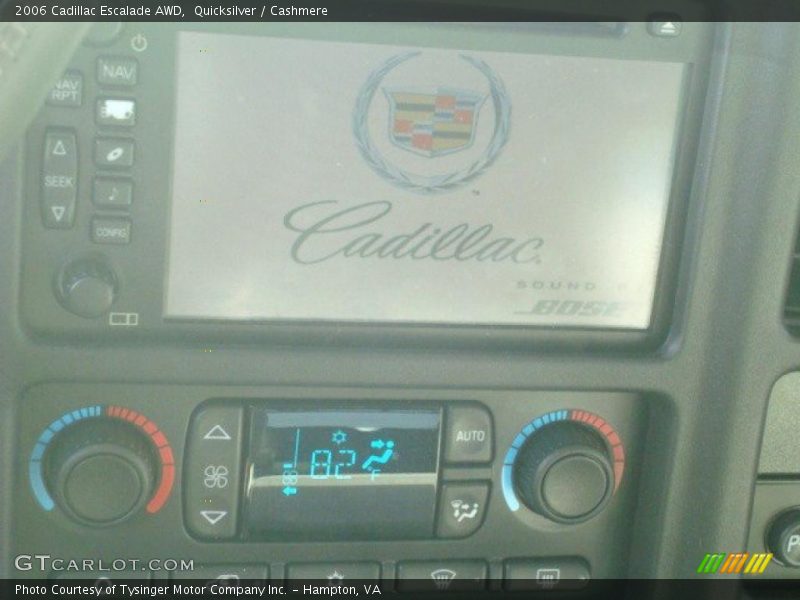 2006 Cadillac Escalade AWD,  Quicksilver / Cashmere
NAV
NAV
RPT
SEEK
CONFIG
Cadillac
SOUND
BOSE
82 F
AUTO
GTCARLOT.COM
Photo Courtesy of Tysinger Motor Company Inc. - Hampton, VA